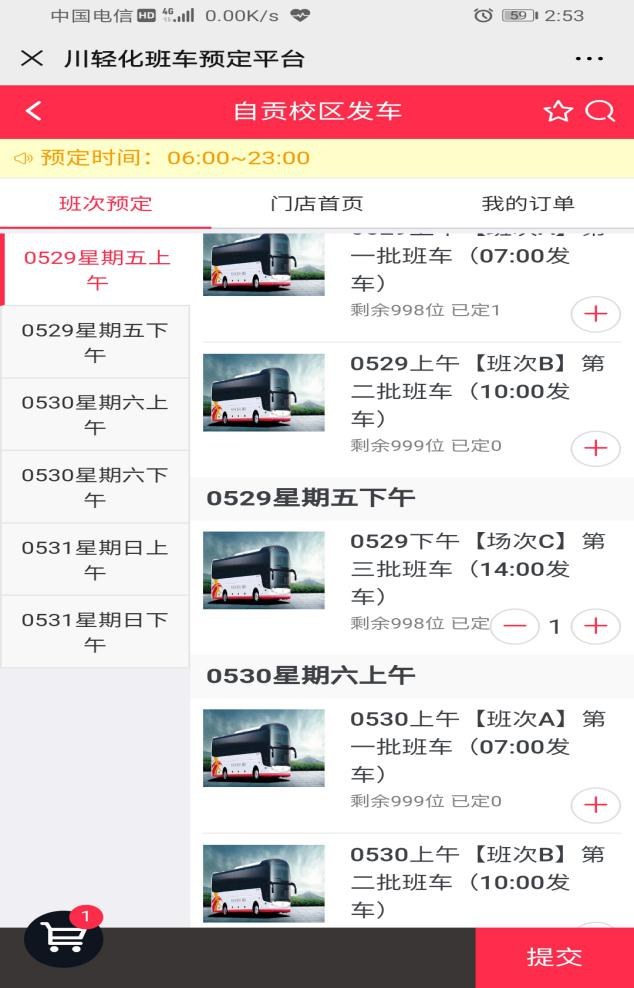 中国电信 HD 4G 0.00K/s 59 2:53
川轻化班车预定平台
自贡校区发车
预定时间：06:00~23:00
班次预定 门店首页 我的订单
0529星期五上
午
0529星期五下
午
0530星期六上
午
0530星期六下
午
0531星期日上
午
0531星期日下
午
一批班车（07:00发
车）
剩余998位 已定1
0529上午【班次B】第
二批班车（10:00发
车）
剩余999位 已定0
0529星期五下午
0529下午【场次C】第
三批班车（14:00发
车）
剩余998位 已定 1
0530星期六上午
0530上午【班次A】第
一批班车（07:00发
车）
剩余999位 已定0
0530上午【班次B】第
二批班车（10:00发
车）
1
提交